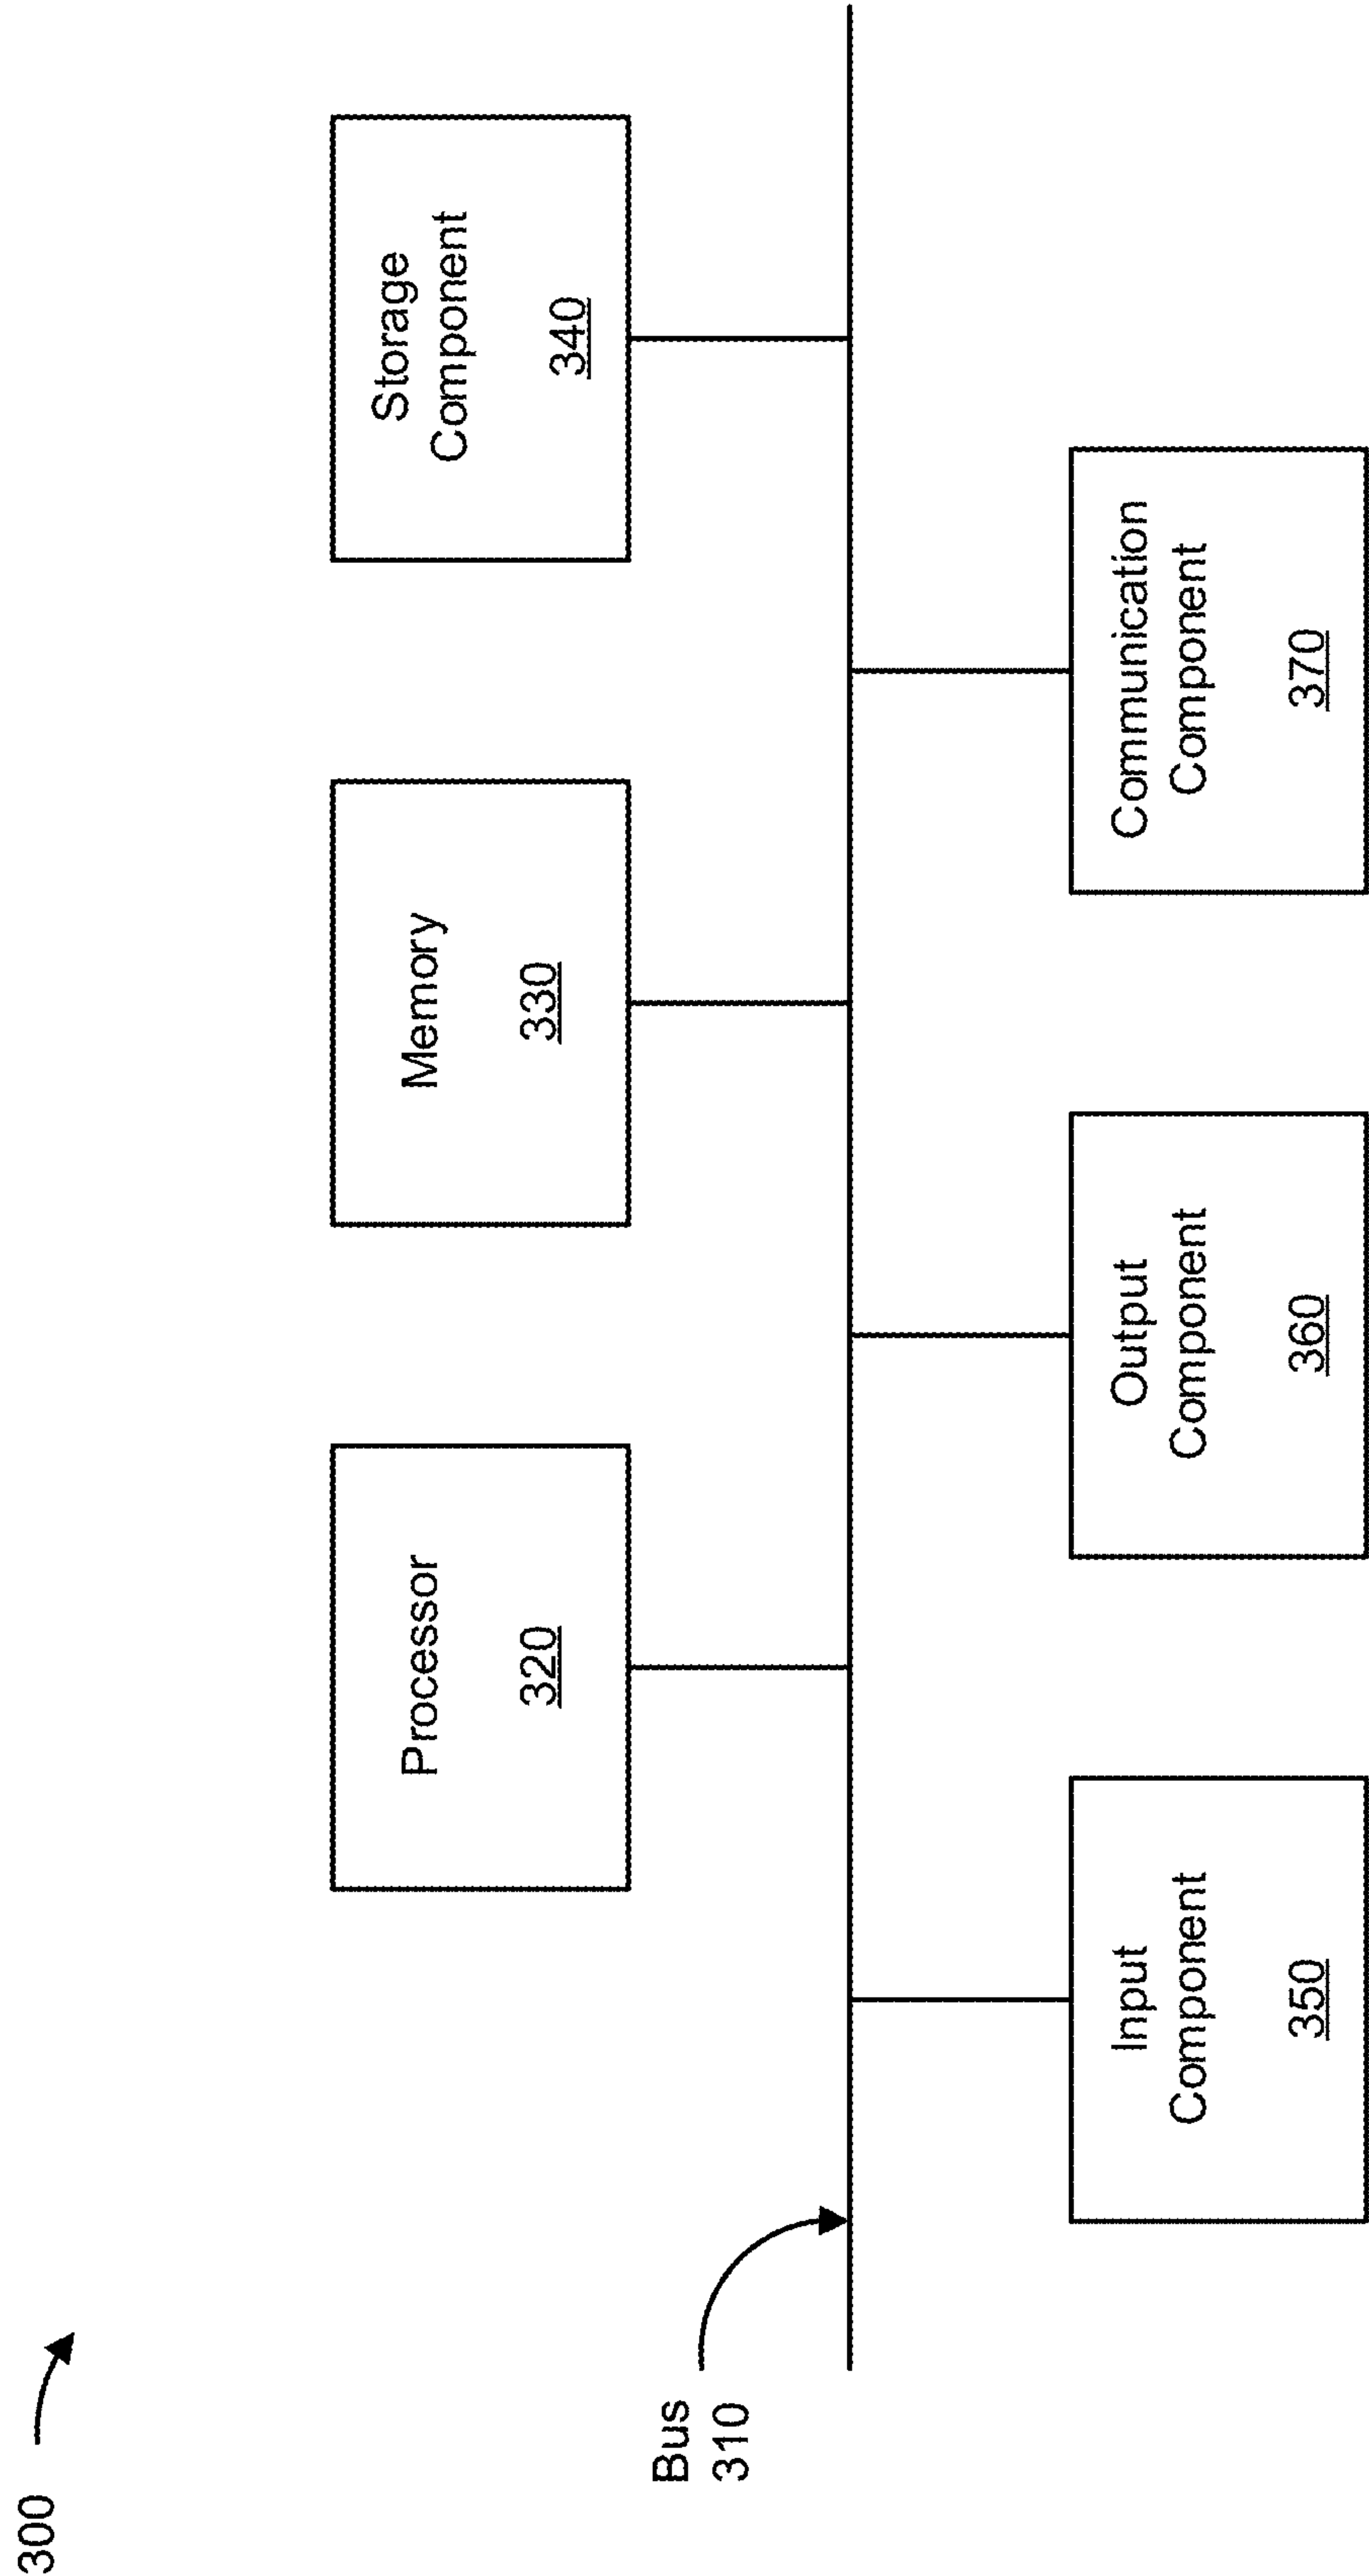 300
Bus
310
Processor
320
Memory
330
Storage
Component
340
Input
Component
350
Output
Component
360
Communication
Component
370